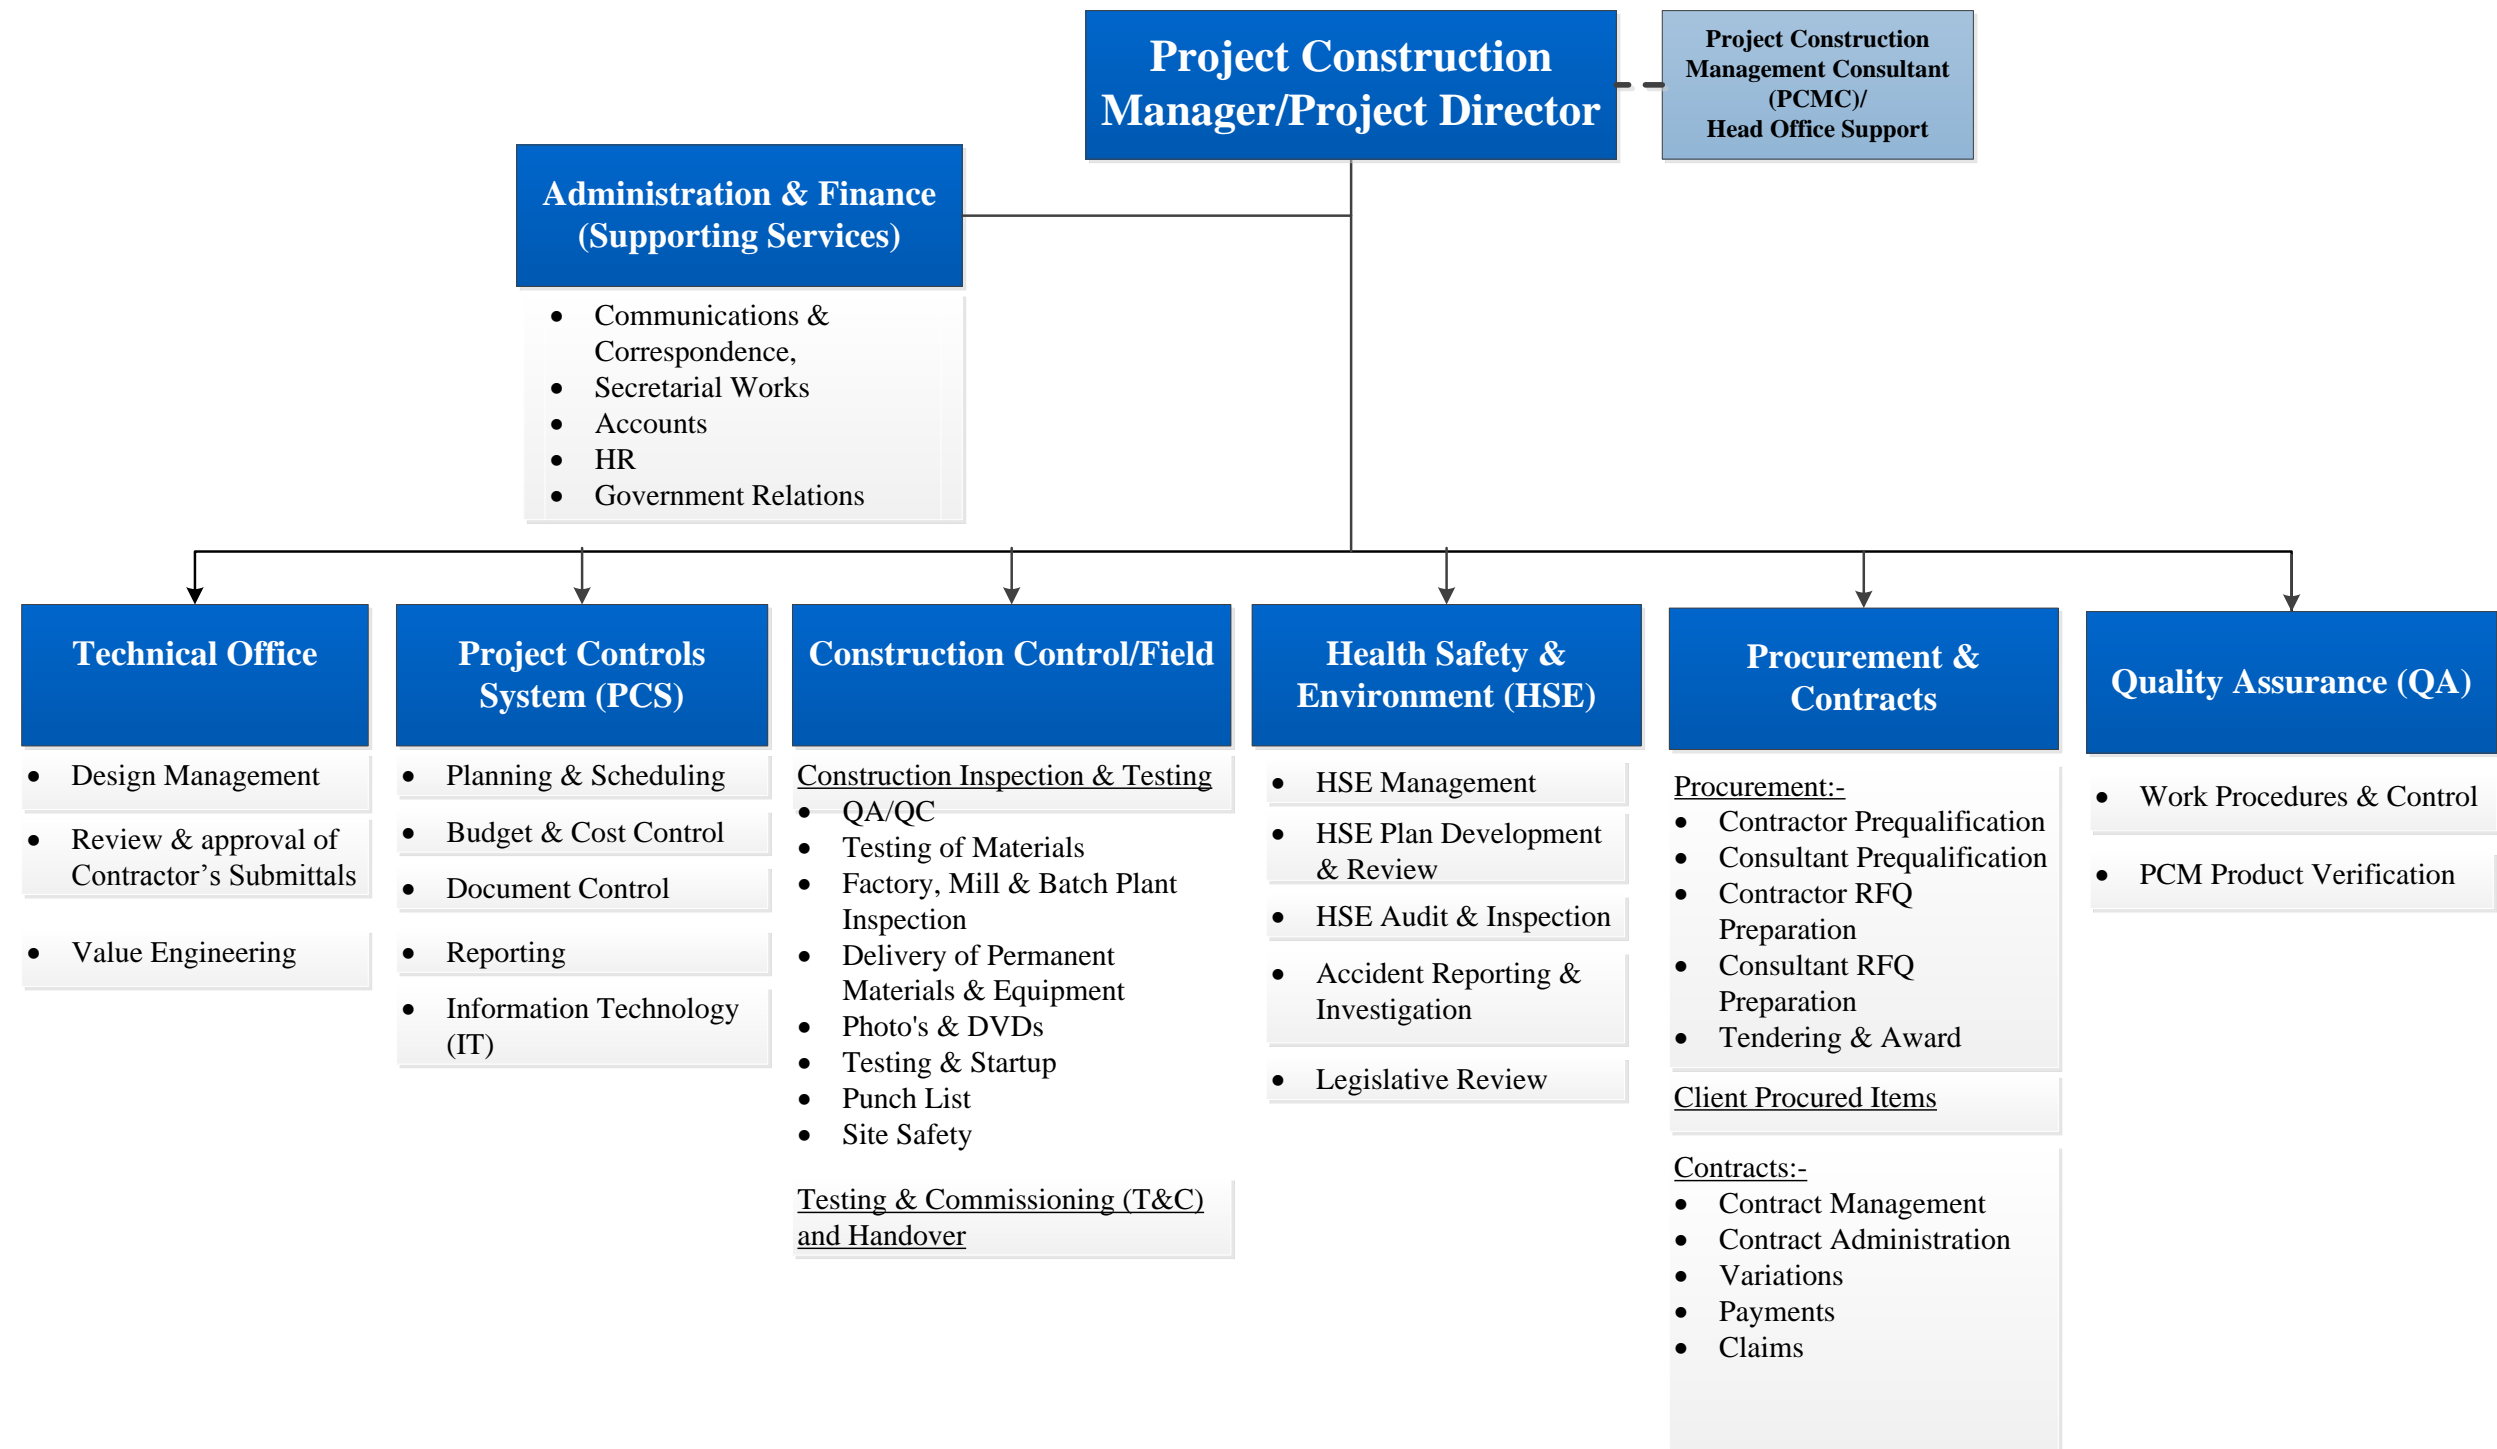 Project Construction
Manager/Project Director
Project Construction
Management Consultant
(PCMC)/
Head Office Support
Administration & Finance
(Supporting Services)
• Communications &
Correspondence,
• Secretarial Works
• Accounts
• HR
• Government Relations
Technical Office
• Design Management
• Review & approval of
Contractor’s Submittals
• Value Engineering
Project Controls
System (PCS)
• Planning & Scheduling
• Budget & Cost Control
• Document Control
• Reporting
• Information Technology
(IT)
Construction Control/Field
Construction Inspection & Testing
• QA/QC
• Testing of Materials
• Factory, Mill & Batch Plant
Inspection
• Delivery of Permanent
Materials & Equipment
• Photo's & DVDs
• Testing & Startup
• Punch List
• Site Safety
Testing & Commissioning (T&C)
and Handover
Health Safety &
Environment (HSE)
• HSE Management
• HSE Plan Development
& Review
• HSE Audit & Inspection
• Accident Reporting &
Investigation
• Legislative Review
Procurement &
Contracts
Procurement:-
• Contractor Prequalification
• Consultant Prequalification
• Contractor RFQ
Preparation
• Consultant RFQ
Preparation
• Tendering & Award
Client Procured Items
Contracts:-
• Contract Management
• Contract Administration
• Variations
• Payments
• Claims
Quality Assurance (QA)
• Work Procedures & Control
• PCM Product Verification